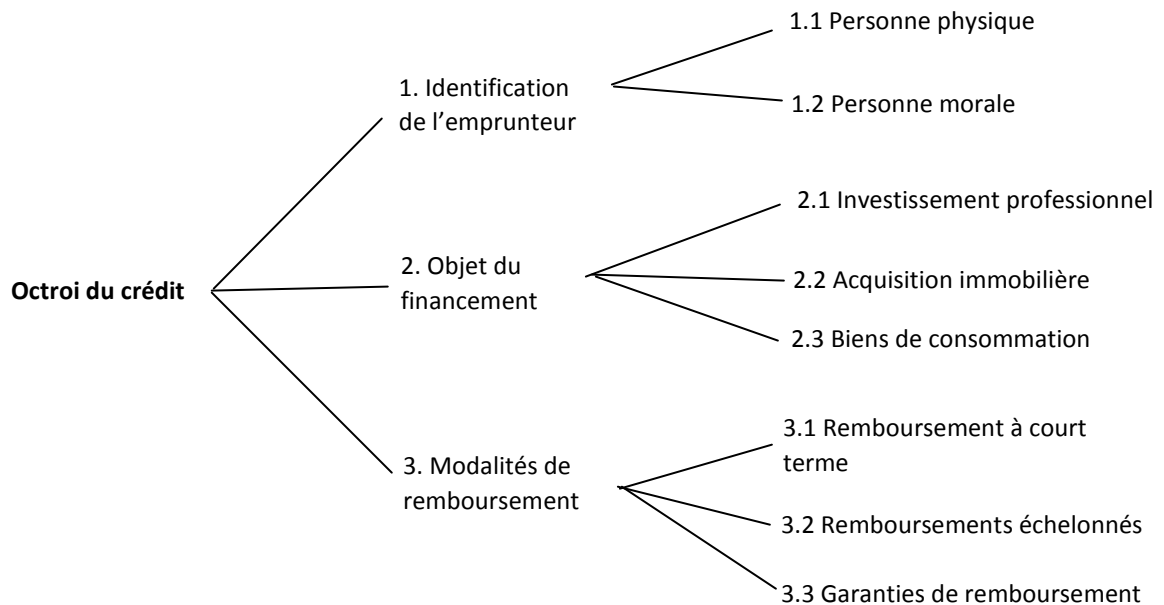 Octroi du crédit
1. Identification
de l’emprunteur
1.1 Personne physique
1.2 Personne morale
2. Objet du
financement
2.1 Investissement professionnel
2.2 Acquisition immobilière
2.3 Biens de consommation
3. Modalités de
remboursement
3.1 Remboursement à court
terme
3.2 Remboursements échelonnés
3.3 Garanties de remboursement